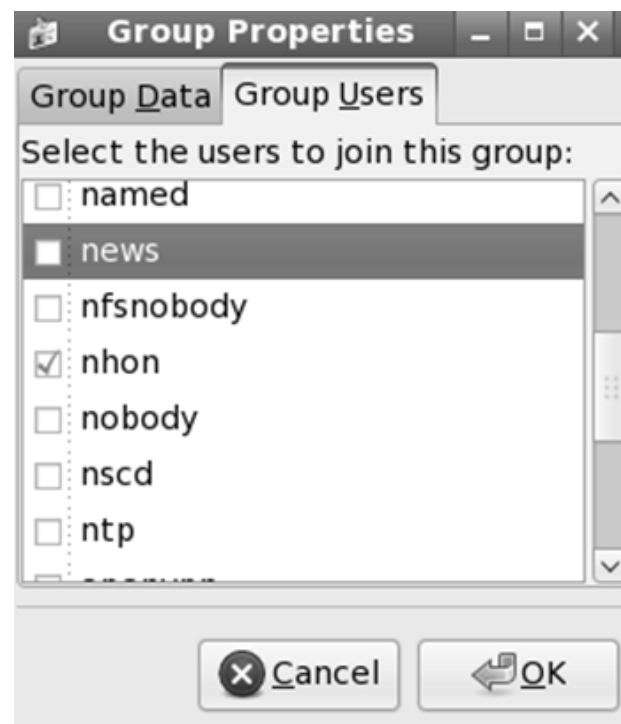 Group Properties
Group Data Group Users
Select the users to join this group:
named
news
nfsnobody
nhon
nobody
nscd
ntp
Cancel OK